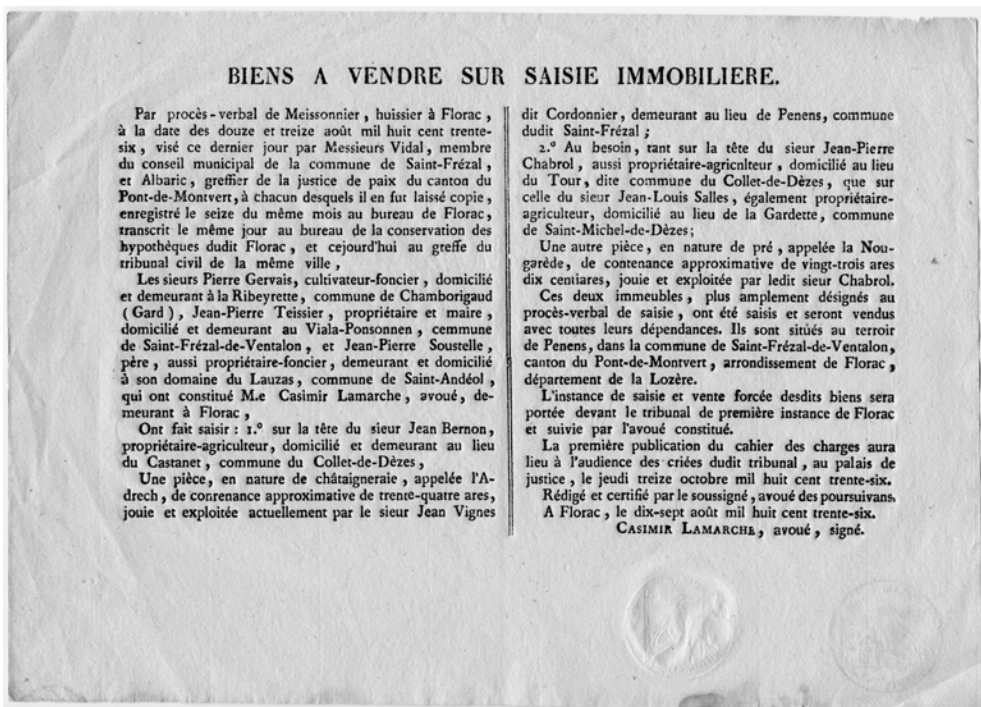 BIENS A VENDRE SUR SAISIE IMMOBILIERE.
Par procès-verbal de Meissonnier, huissier à Florac,
à la date des douze et treize août mil huit cent trente-
six, visé ce dernier jour par Messieurs Vidal, membre
du conseil municipal de la commune de Saint-Frézal,
et Albaric, greffier de la justice de paix du canton du
Pont-de-Montvert, à chacun desquels il en fut laissé copie,
enregistré le seize du même mois au bureau de Florac,
transcrit le même jour au bureau de la conservation des
hypothèques dudit Florac, et cejourd'hui au greffe du
tribunal civil de la même ville,
Les sieurs Pierre Gervais, cultivateur-foncier, domicilié
et demeurant à la Ribeyrette, commune de Chamborigaud
(Gard), Jean-Pierre Teissier, propriétaire et maire,
domicilié et demeurant au Viala-Ponsonnen, cemmune
de Saint-Frézal-de-Ventalon, et Jean-Pierre Soustelle,
père, aussi propriétaire-foncier, demeurant et domicilié
à son domaine du Lauzas, commune de Saint-Andéol,
qui ont constitué M.e Casimir Lamarche, avoué, de-
meurant à Florac,
Ont fait saisir : 1.º sur la tête du sieur Jean Bernon,
propriétaire-agriculteur, domicilié et demeurant au lieu
du Castanet, commune du Collet-de-Dèzes,
Une pièce, en nature de châtaigneraie, appelée l'A-
drech, de conrenance approximative de trente-quatre ares,
jouie et exploitée actuellement par le sieur Jean Vignes
dit Cordonnier, demeurant au lieu de Penens, commune
dudit Saint-Frézal;
2.º Au besoin, tant sur la tête du sieur Jean-Pierre
Chabrol, aussi propriétaire-agricnlteur, domicilié au lieu
du Tour, dite commune du Collet-de-Dèzes, que sur
celle du sieur Jean-Louis Salles, également propriétaire-
agriculteur, domicilié au lieu de la Gardette, commune
de Saint-Michel-de-Dèzes;
Une autre pièce, en nature de pré, appelée la Nou-
garède, de contenance approximative de vingt-trois ares
dix centiares, jouie et exploitée par ledit sieur Chabrol.
Ces deux immeubles, plus amplement désignés au
procès-verbal de saisie, ont été saisis et seront vendus
avec toutes leurs dépendances. Ils sont situés au terroir
de Penens, dans la commune de Saint-Frézal-de-Ventalon,
canton du Pont-de-Montvert, arrondissement de Florac,
département de la Lozère.
L'instance de saisie et vente forcée desdits biens sera
portée devant le tribunal de première instance de Florac
et suivie par l'avoué constitué.
La première publication du cahier des charges aura
lieu à l'audience des criées dudit tribunal, au palais de
justice, le jeudi treize octobre mil huit cent trente-six.
Rédigé et certifié par le soussigné, avoué des poursuivans.
A Florac, le dix-sept août mil huit cent trente-six.
CASIMIR LAMARCHE, avoué, signé.